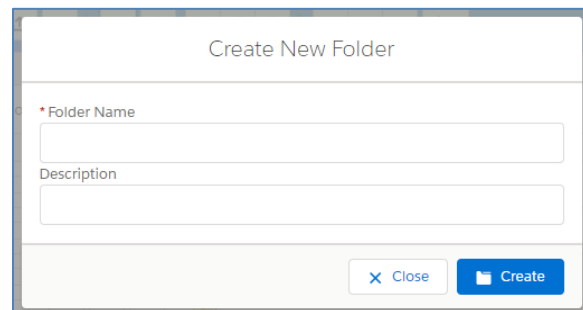 Create New Folder
* Folder Name
Description
Close
Create